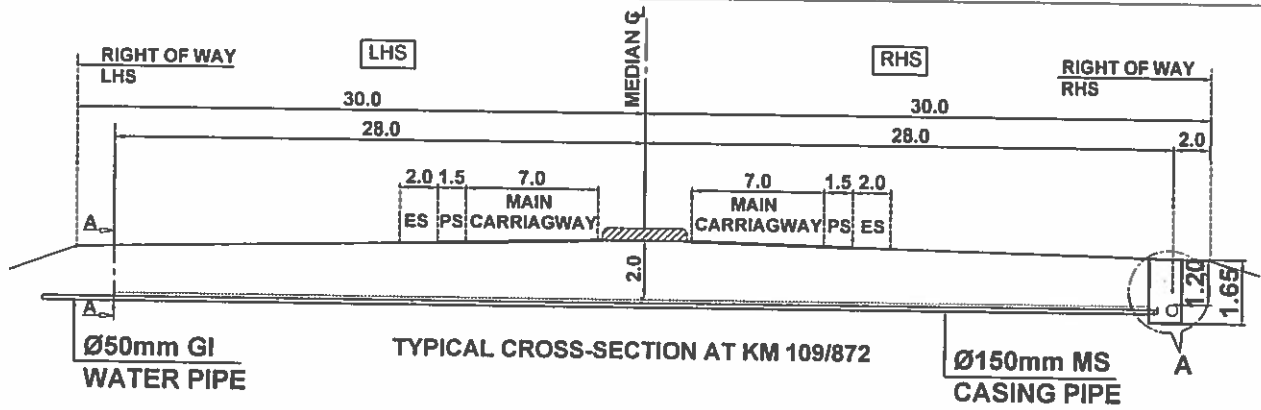 MEDIAN ℄
LHS
RHS
RIGHT OF WAY
LHS
RIGHT OF WAY
RHS
30.0
30.0
28.0
28.0
2.0
2.0 1.5 7.0
7.0 1.5 2.0
ES PS MAIN CARRIAGWAY
MAIN CARRIAGWAY PS ES
A
A
2.0
1.20
1.65
Ø50mm GI
WATER PIPE
TYPICAL CROSS-SECTION AT KM 109/872
Ø150mm MS
CASING PIPE
A